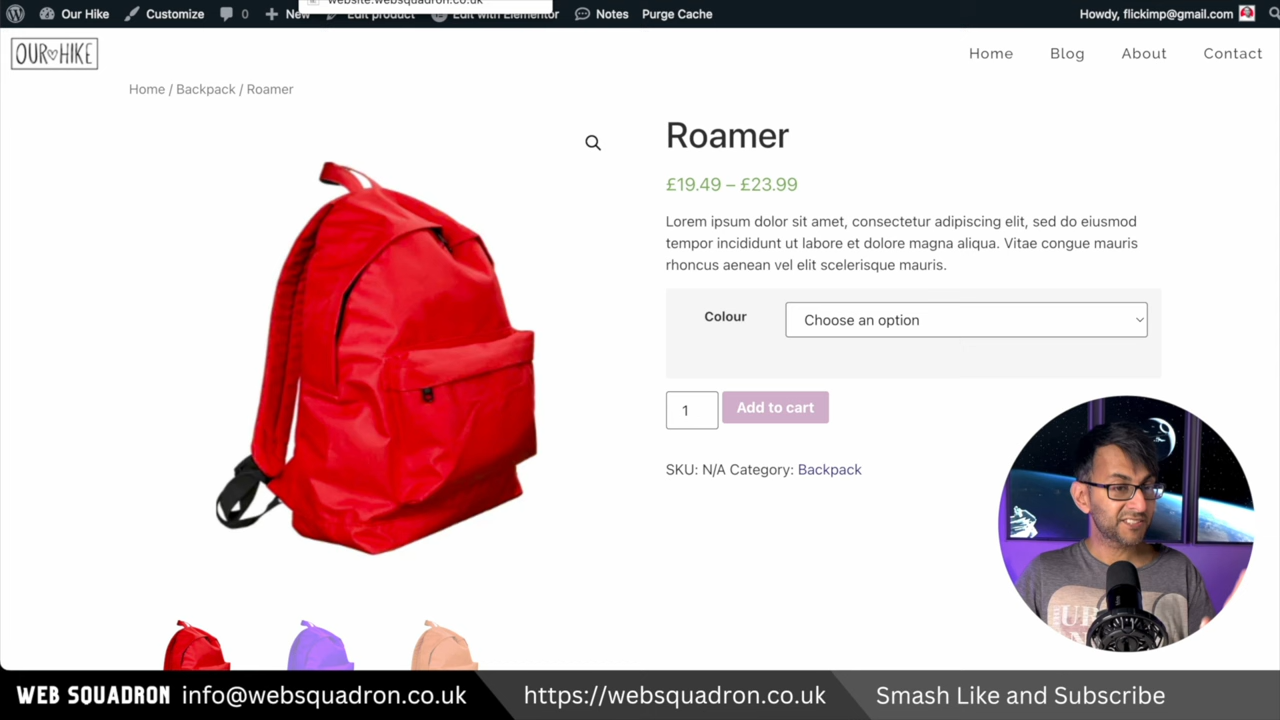 website.websquadron.co.uk
Our Hike Customize 0 New Edit product Edit with Elementor Notes Purge Cache Howdy, flickimp@gmail.com
OUR HIKE
Home Blog About Contact
Home / Backpack / Roamer
Roamer
£19.49 – £23.99
Lorem ipsum dolor sit amet, consectetur adipiscing elit, sed do eiusmod
tempor incididunt ut labore et dolore magna aliqua. Vitae congue mauris
rhoncus aenean vel elit scelerisque mauris.
Colour Choose an option
1 Add to cart
SKU: N/A Category: Backpack
WEB SQUADRON info@websquadron.co.uk https://websquadron.co.uk Smash Like and Subscribe